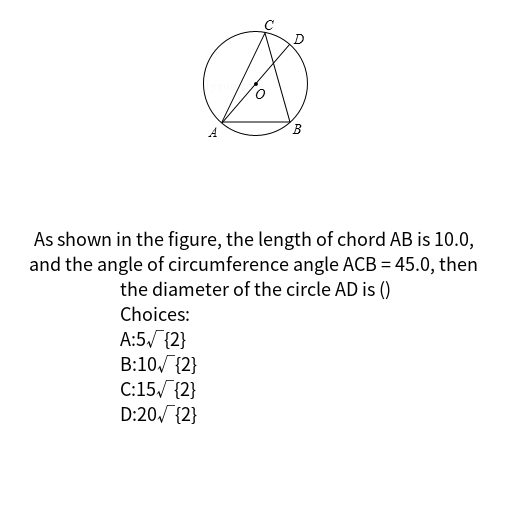 C
D
O
A
B
As shown in the figure, the length of chord AB is 10.0,
and the angle of circumference angle ACB = 45.0, then
the diameter of the circle AD is ()
Choices:
A:5√{2}
B:10√{2}
C:15√{2}
D:20√{2}